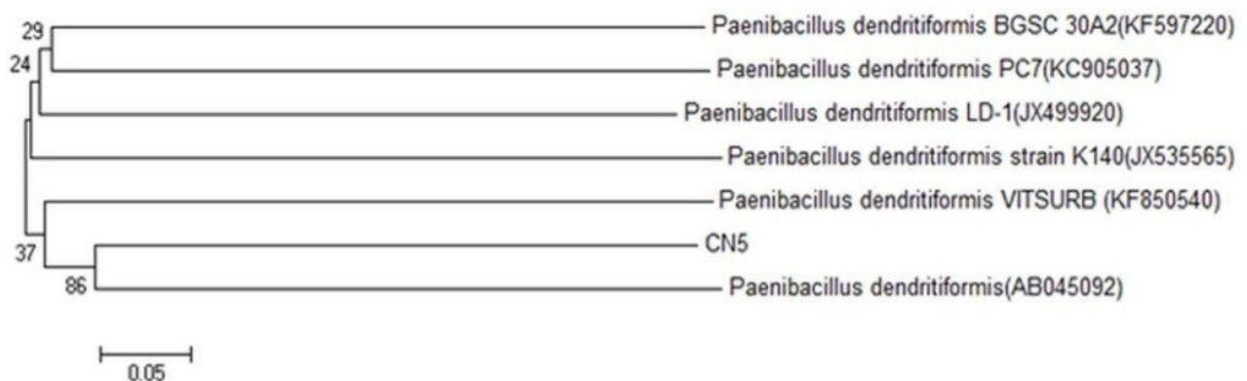 29
Paenibacillus dendritiformis BGSC 30A2(KF597220)
24
Paenibacillus dendritiformis PC7(KC905037)
Paenibacillus dendritiformis LD-1(JX499920)
Paenibacillus dendritiformis strain K140(JX535565)
Paenibacillus dendritiformis VITSURB (KF850540)
37
CN5
86
Paenibacillus dendritiformis(AB045092)
0.05